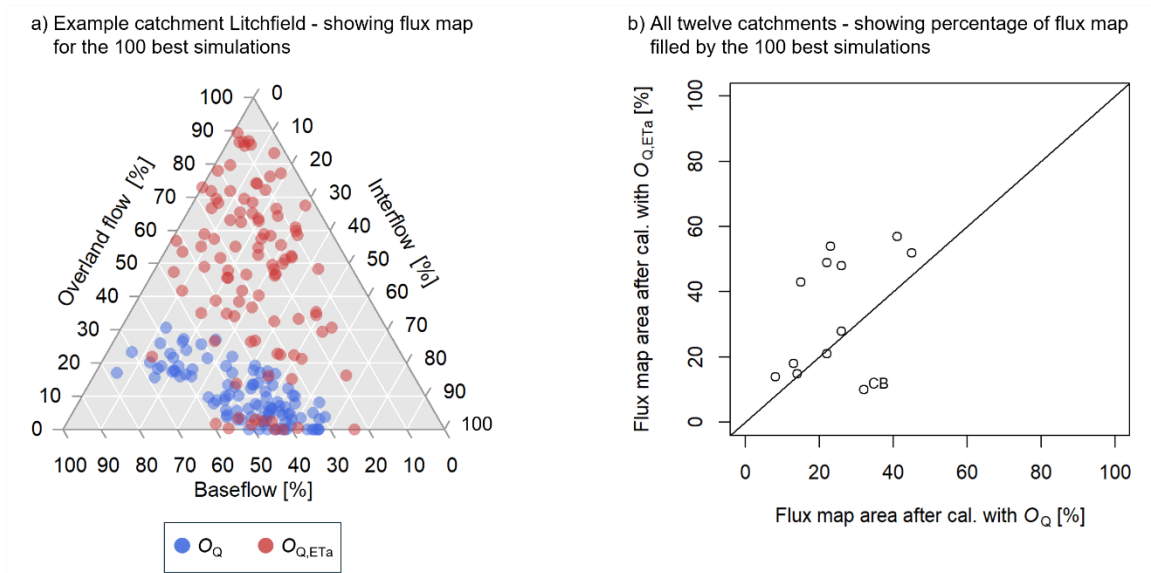 a) Example catchment Litchfield - showing flux map
for the 100 best simulations
100
90
80
70
60
50
40
30
20
10
0
Overland flow [%]
0
10
20
30
40
50
60
70
80
90
100
Interflow [%]
100 90 80 70 60 50 40 30 20 10 0
Baseflow [%]
OQ OQ,ETa
b) All twelve catchments - showing percentage of flux map
filled by the 100 best simulations
Flux map area after cal. with OQ,ETa [%]
100
80
60
40
20
0
CB
0 20 40 60 80 100
Flux map area after cal. with OQ [%]